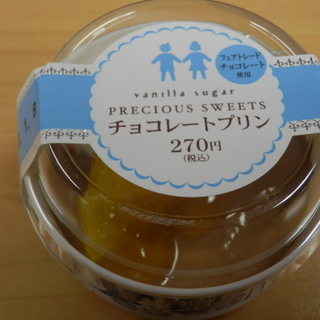 フェアトレード
チョコレート
使用
vanilla sugar
PRECIOUS SWEETS
チョコレートプリン
270円
(税込)